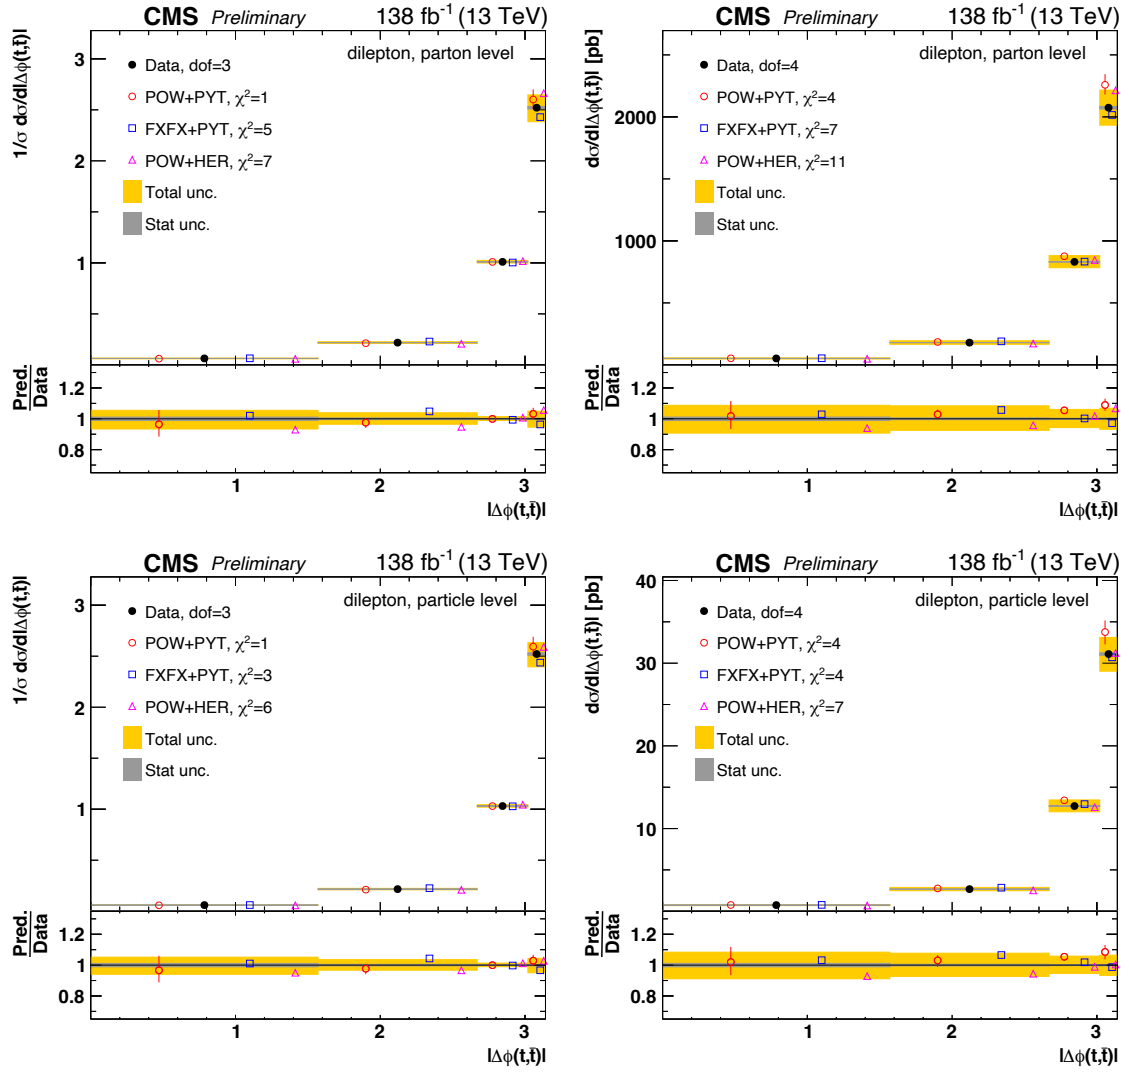 CMS Preliminary 138 fb⁻¹ (13 TeV)
1/σ dσ/d|Δϕ(t,t̄)|
dilepton, parton level
Data, dof=3
POW+PYT, χ²=1
FXFX+PYT, χ²=5
POW+HER, χ²=7
Total unc.
Stat unc.
3
2
1
Pred.
Data
1.2
1
0.8
1 2 3
|Δϕ(t,t̄)|
CMS Preliminary 138 fb⁻¹ (13 TeV)
dσ/d|Δϕ(t,t̄)| [pb]
dilepton, parton level
Data, dof=4
POW+PYT, χ²=4
FXFX+PYT, χ²=7
POW+HER, χ²=11
Total unc.
Stat unc.
2000
1000
Pred.
Data
1.2
1
0.8
1 2 3
|Δϕ(t,t̄)|
CMS Preliminary 138 fb⁻¹ (13 TeV)
1/σ dσ/d|Δϕ(t,t̄)|
dilepton, particle level
Data, dof=3
POW+PYT, χ²=1
FXFX+PYT, χ²=3
POW+HER, χ²=6
Total unc.
Stat unc.
3
2
1
Pred.
Data
1.2
1
0.8
1 2 3
|Δϕ(t,t̄)|
CMS Preliminary 138 fb⁻¹ (13 TeV)
dσ/d|Δϕ(t,t̄)| [pb]
dilepton, particle level
Data, dof=4
POW+PYT, χ²=4
FXFX+PYT, χ²=4
POW+HER, χ²=7
Total unc.
Stat unc.
40
30
20
10
Pred.
Data
1.2
1
0.8
1 2 3
|Δϕ(t,t̄)|